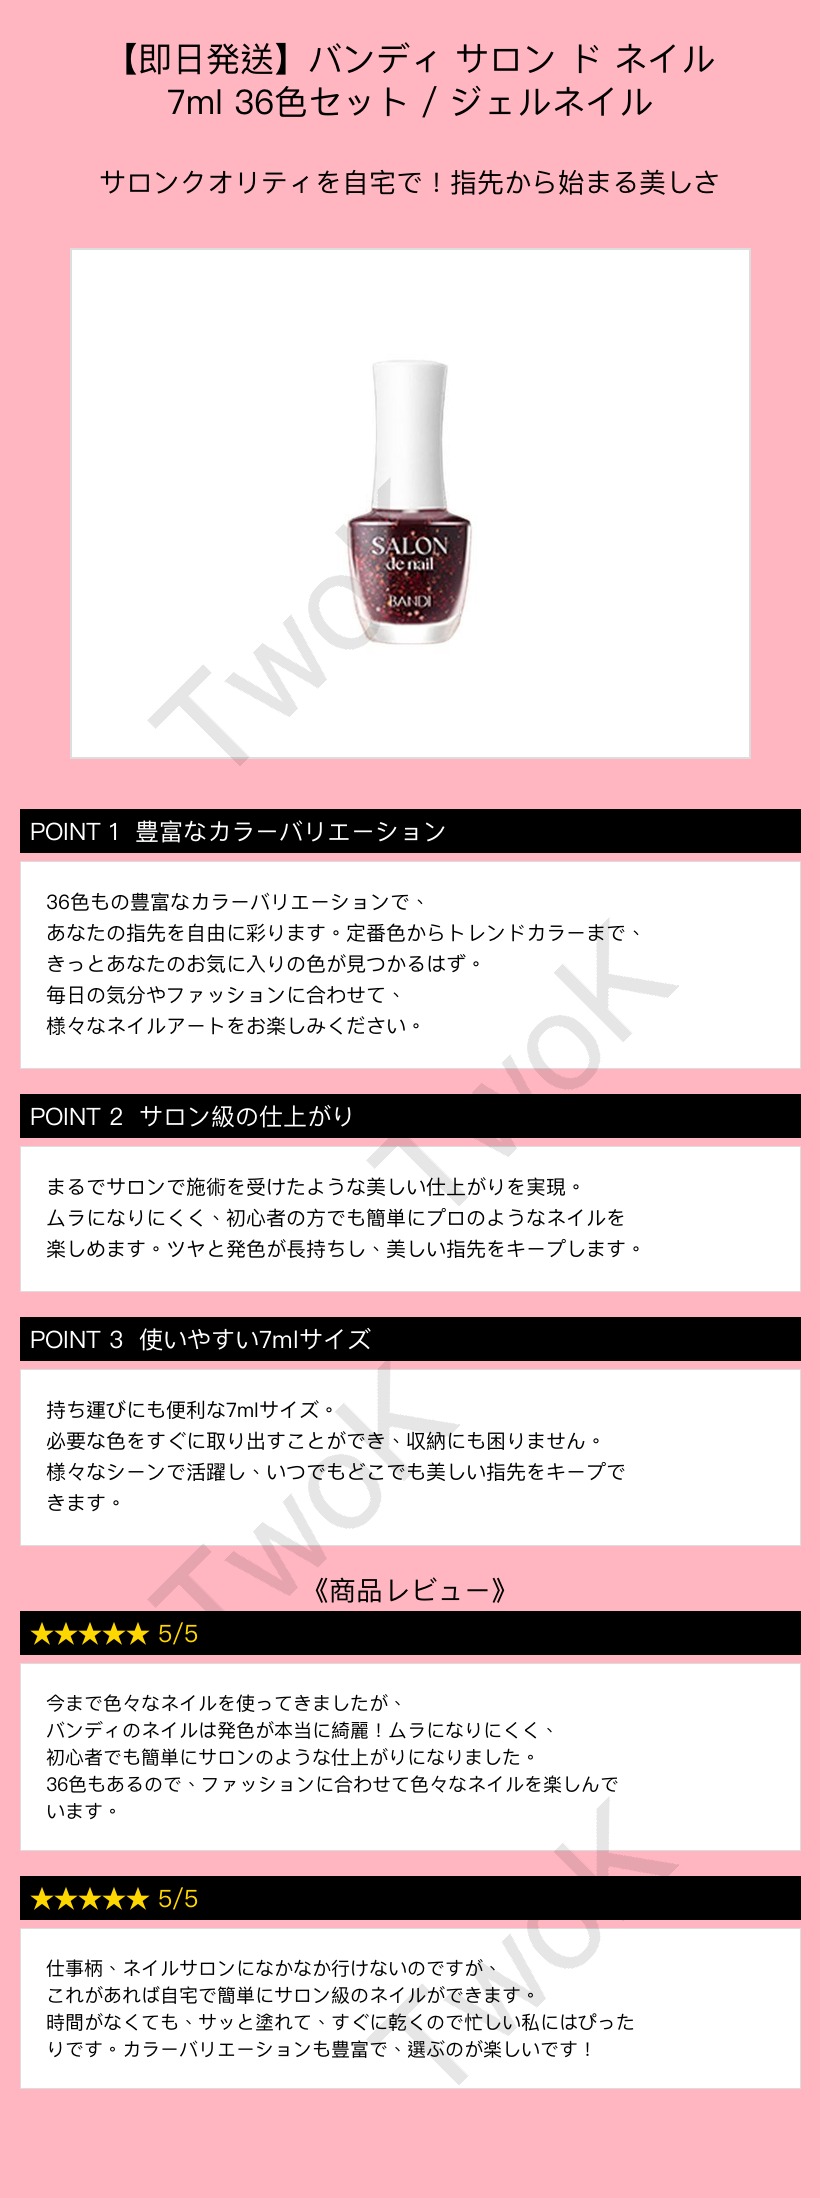 【即日発送】バンディ サロン ド ネイル
7ml 36色セット / ジェルネイル
サロンクオリティを自宅で！指先から始まる美しさ
SALON
de nail
BANDI
TwoK
POINT 1 豊富なカラーバリエーション
36色もの豊富なカラーバリエーションで、
あなたの指先を自由に彩ります。定番色からトレンドカラーまで、
きっとあなたのお気に入りの色が見つかるはず。
毎日の気分やファッションに合わせて、
様々なネイルアートをお楽しみください。
TwoK
POINT 2 サロン級の仕上がり
まるでサロンで施術を受けたような美しい仕上がりを実現。
ムラになりにくく、初心者の方でも簡単にプロのようなネイルを
楽しめます。ツヤと発色が長持ちし、美しい指先をキープします。
POINT 3 使いやすい7mlサイズ
持ち運びにも便利な7mlサイズ。
必要な色をすぐに取り出すことができ、収納にも困りません。
様々なシーンで活躍し、いつでもどこでも美しい指先をキープで
きます。
TwoK
《商品レビュー》
★★★★★ 5/5
今まで色々なネイルを使ってきましたが、
バンディのネイルは発色が本当に綺麗！ムラになりにくく、
初心者でも簡単にサロンのような仕上がりになりました。
36色もあるので、ファッションに合わせて色々なネイルを楽しんで
います。
★★★★★ 5/5
仕事柄、ネイルサロンになかなか行けないのですが、
これがあれば自宅で簡単にサロン級のネイルができます。
時間がなくても、サッと塗れて、すぐに乾くので忙しい私にはぴった
りです。カラーバリエーションも豊富で、選ぶのが楽しいです！
TwoK